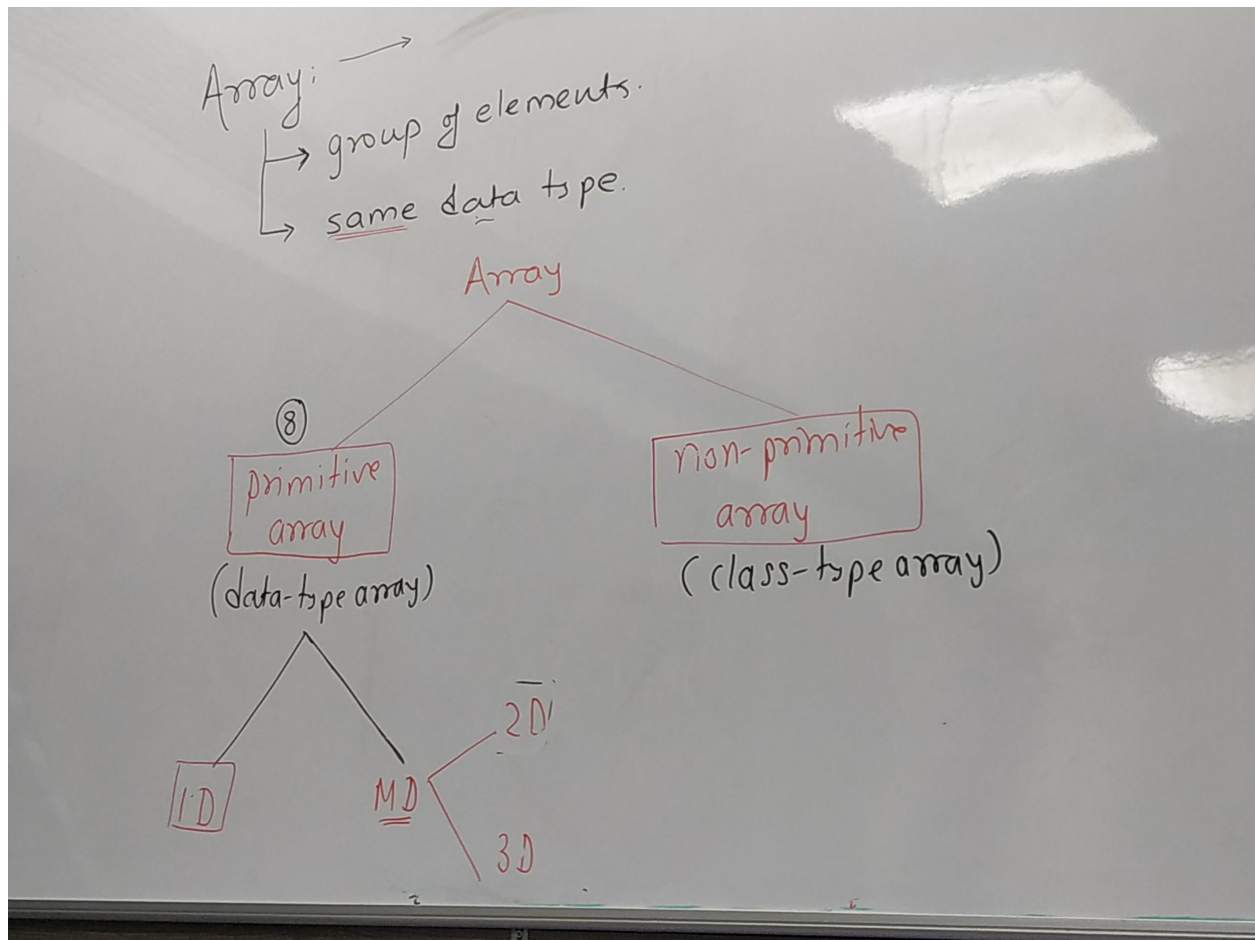 Array:
group of elements.
same data type.
Array
8
primitive
array
non-primitive
array
(data-type array)
(class-type array)
2D
1D
MD
3D